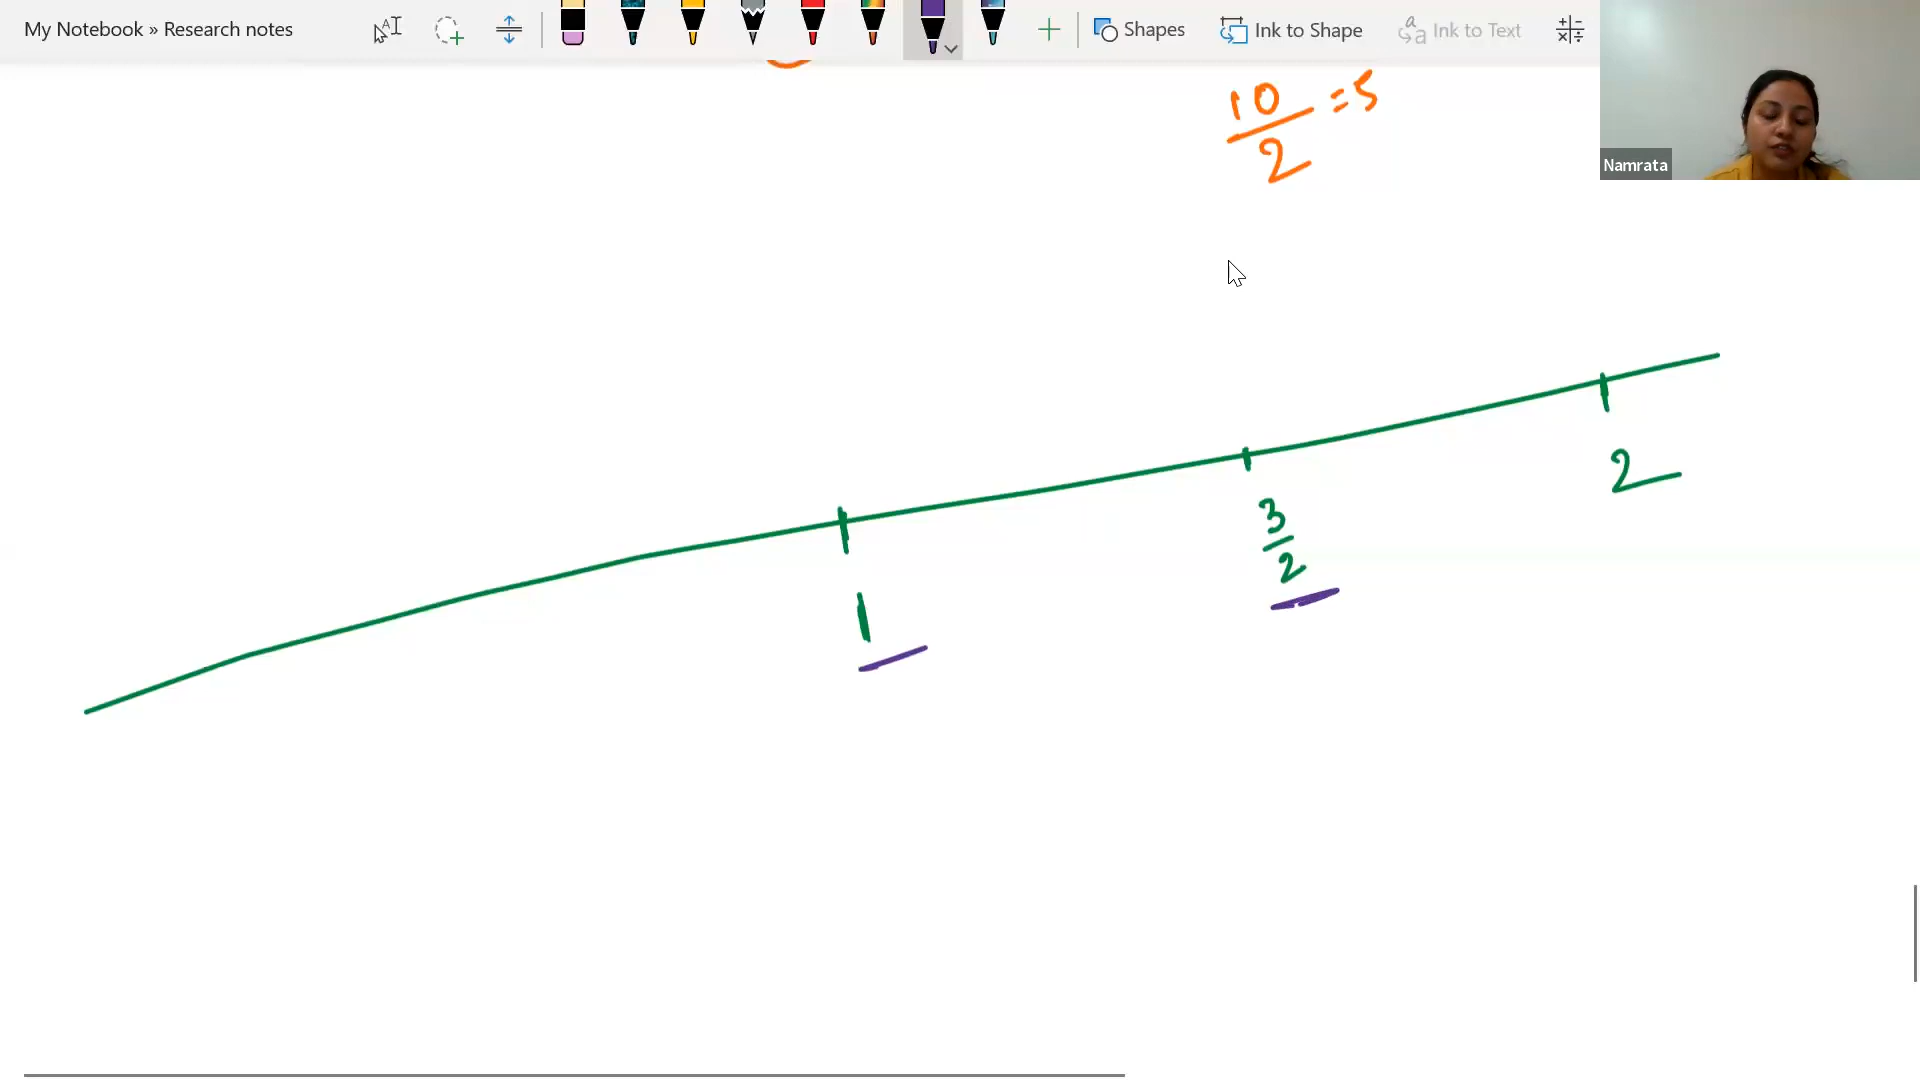 My Notebook » Research notes
Shapes
Ink to Shape
Ink to Text
Namrata
10/2 = 5
1
3/2
2